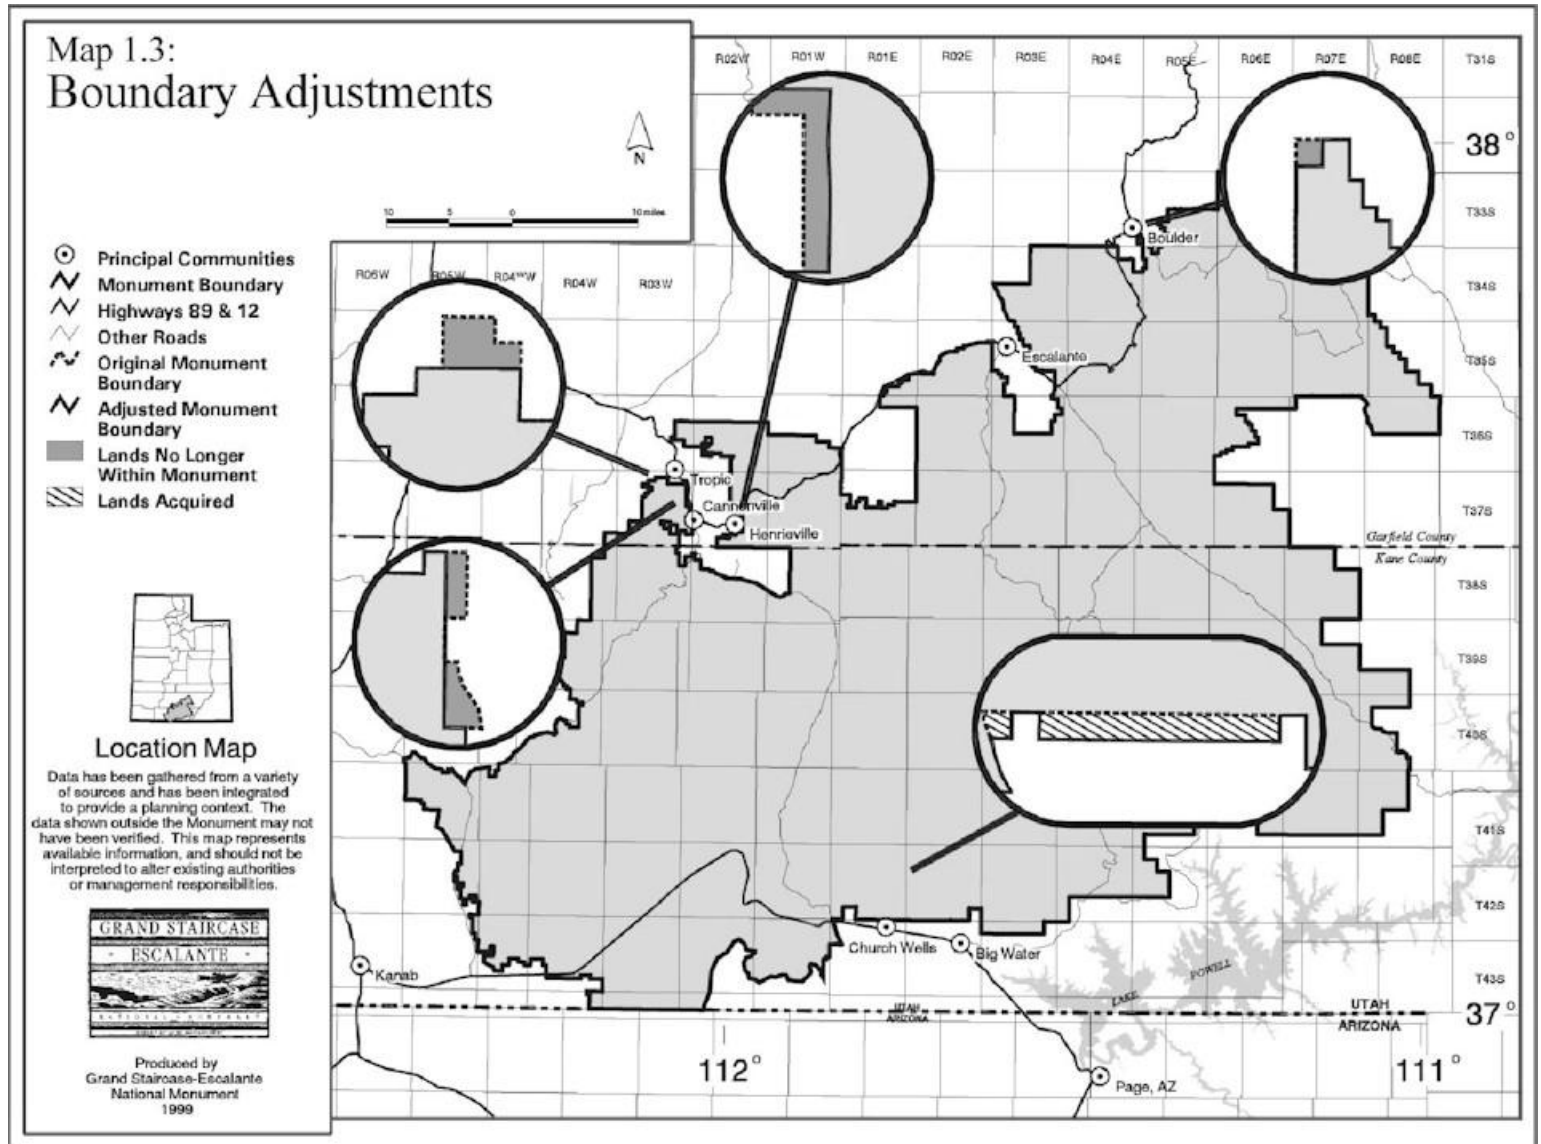 Map 1.3:
Boundary Adjustments
N
10 5 0 10 miles
Principal Communities
Monument Boundary
Highways 89 & 12
Other Roads
Original Monument
Boundary
Adjusted Monument
Boundary
Lands No Longer
Within Monument
Lands Acquired
Location Map
Data has been gathered from a variety
of sources and has been integrated
to provide a planning context. The
data shown outside the Monument may not
have been verified. This map represents
available information, and should not be
interpreted to alter existing authorities
or management responsibilities.
GRAND STAIRCASE
ESCALANTE
Produced by
Grand Staircase-Escalante
National Monument
1999
R02W R01W R01E R02E R03E R04E R05E R06E R07E R08E T31S
38°
T33S
Boulder
R06W R05W R04½W R04W R03W
T34S
Escalante
T35S
T36S
Tropic
Cannonville
T37S
Henrieville
Garfield County
Kane County
T38S
T39S
T40S
T41S
T42S
Church Wells
Big Water
Kanab
T43S
LAKE POWELL
UTAH
ARIZONA
UTAH
ARIZONA
37°
112°
111°
Page, AZ